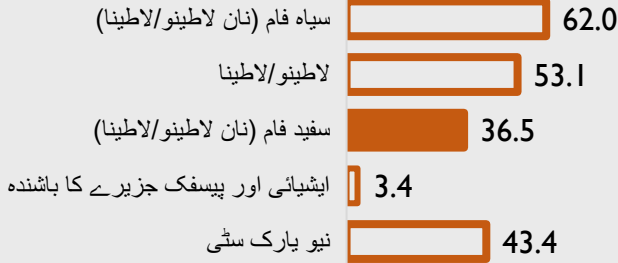 سیاہ فام (نان لاطینو/لاطینا) 62.0
لاطینو/لاطینا 53.1
سفید فام (نان لاطینو/لاطینا) 36.5
ایشیائی اور پیسفک جزیرے کا باشندہ 3.4
نیو یارک سٹی 43.4